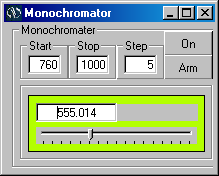 Monochromator
Monochromater
Start Stop Step On
760 1000 5 Arm
555.014